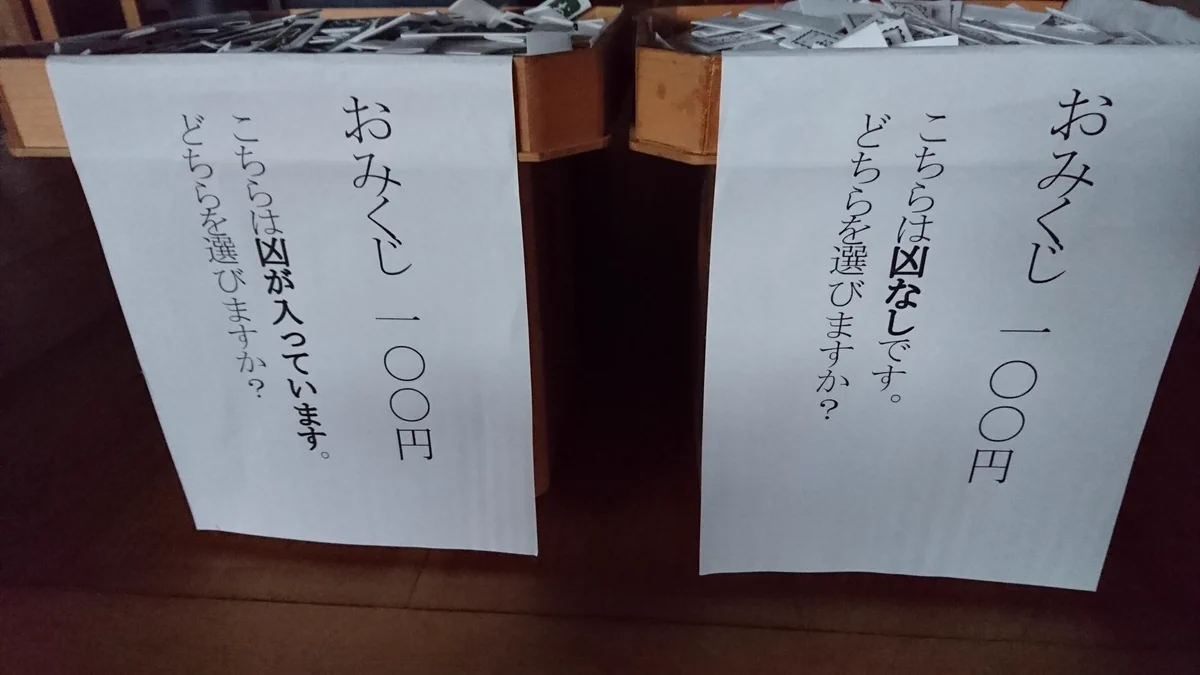 おみくじ 一〇〇円
こちらは凶が入っています。
どちらを選びますか?
おみくじ 一〇〇円
こちらは凶なしです。
どちらを選びますか?